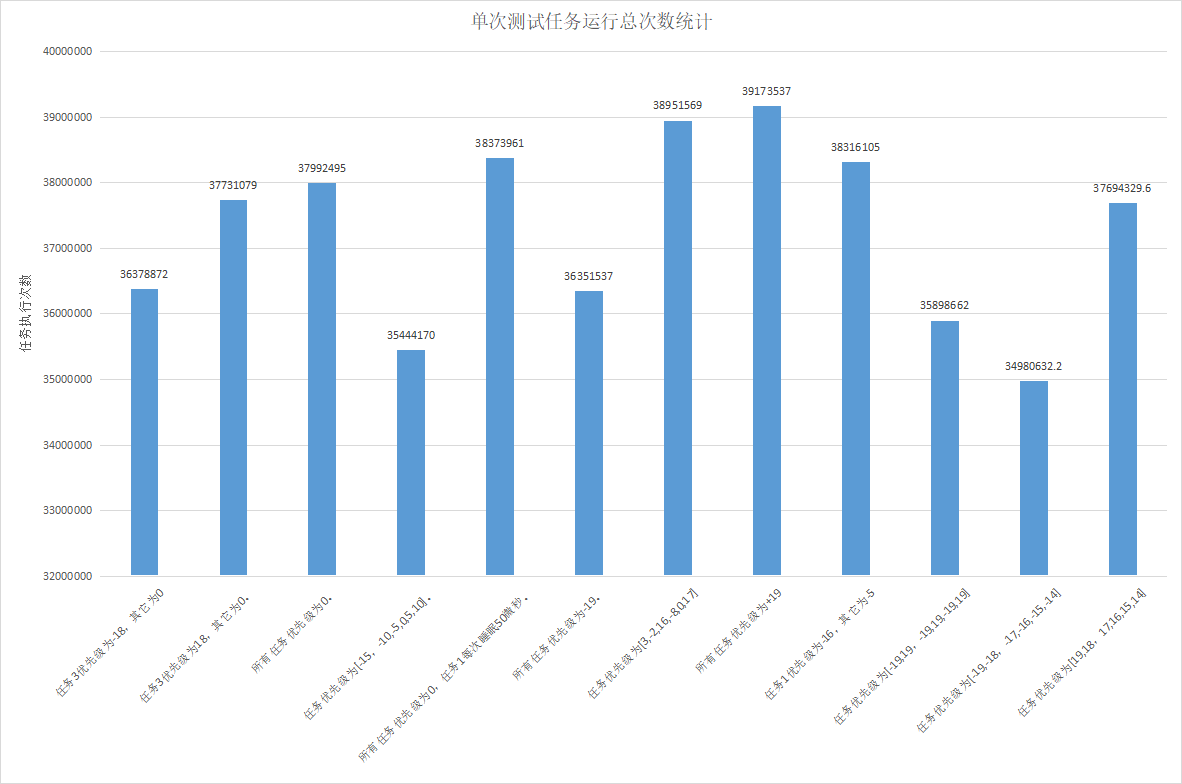 单次测试任务运行总次数统计
任务执行次数
40000000
39000000
38000000
37000000
36000000
35000000
34000000
33000000
32000000
36378872
37731079
37992495
35444170
38373961
36351537
38951569
39173537
38316105
35898662
34980632.2
37694329.6
任务3优先级为-18，其它为0
任务3优先级为18，其它为0。
所有任务优先级为0。
任务优先级为[-15，-10,-5,0,5,10]。
所有任务优先级为0，任务1每次睡眠50微秒。
所有任务优先级为-19。
任务优先级为[3,-2,16,-8,0,17]
所有任务优先级为+19
任务1优先级为-16，其它为-5
任务优先级为[-19,19，-19,19,-19,19]
任务优先级为[-19,-18，-17,-16,-15,-14]
任务优先级为[19,18，17,16,15,14]